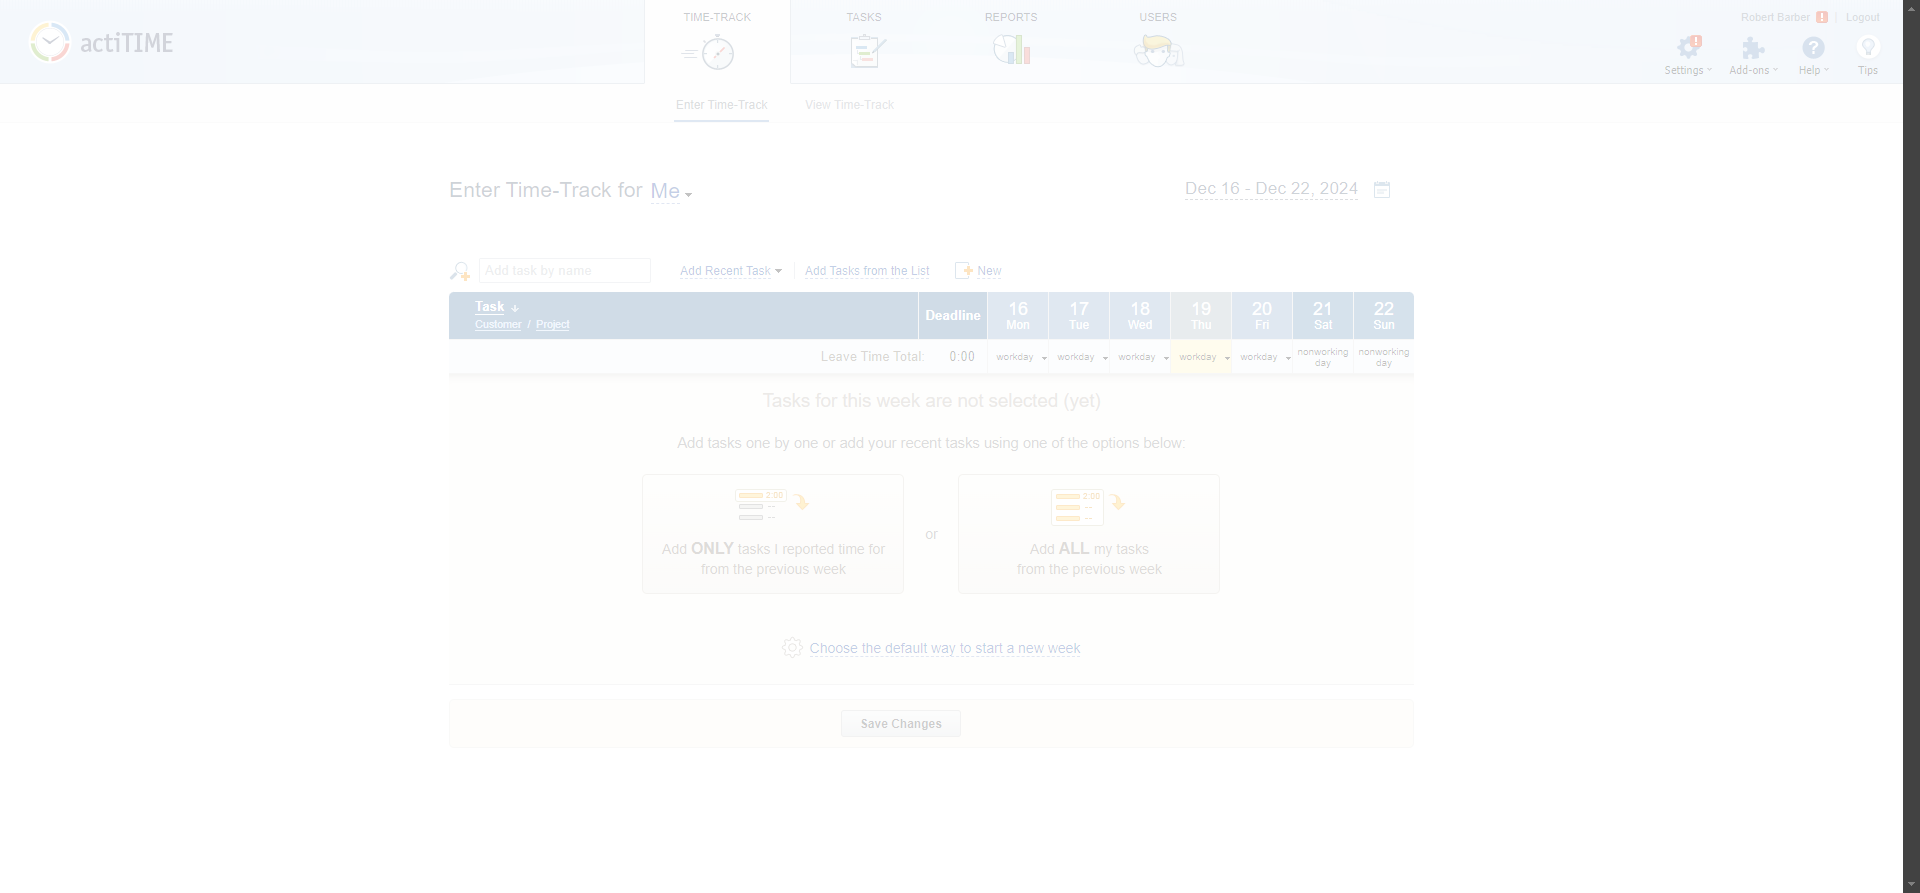 actiTIME
TIME-TRACK
TASKS
REPORTS
USERS
Robert Barber ! Logout
Settings
Add-ons
Help
Tips
Enter Time-Track
View Time-Track
Enter Time-Track for Me
Dec 16 - Dec 22, 2024
Add task by name
Add Recent Task
Add Tasks from the List
New
Task
Customer / Project
Deadline
16 Mon
17 Tue
18 Wed
19 Thu
20 Fri
21 Sat
22 Sun
Leave Time Total: 0:00
workday
workday
workday
workday
workday
nonworking day
nonworking day
Tasks for this week are not selected (yet)
Add tasks one by one or add your recent tasks using one of the options below:
2:00
--
--
Add ONLY tasks I reported time for
from the previous week
or
2:00
--
--
Add ALL my tasks
from the previous week
Choose the default way to start a new week
Save Changes